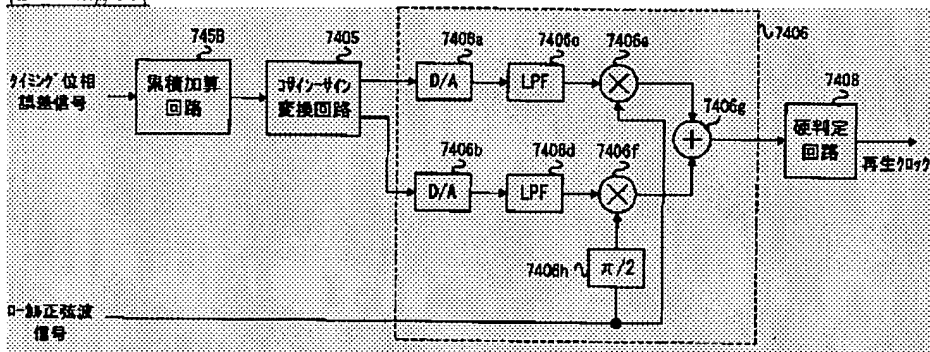 745B
7405
7406a
7406c
7406e
7406
タイミング位相
誤差信号
累積加算
回路
コサイン-サイン
変換回路
D/A
LPF
7406g
7408
硬判定
回路
再生クロック
7406b
7406d
7406f
D/A
LPF
7406h
π/2
ローカル正弦波
信号